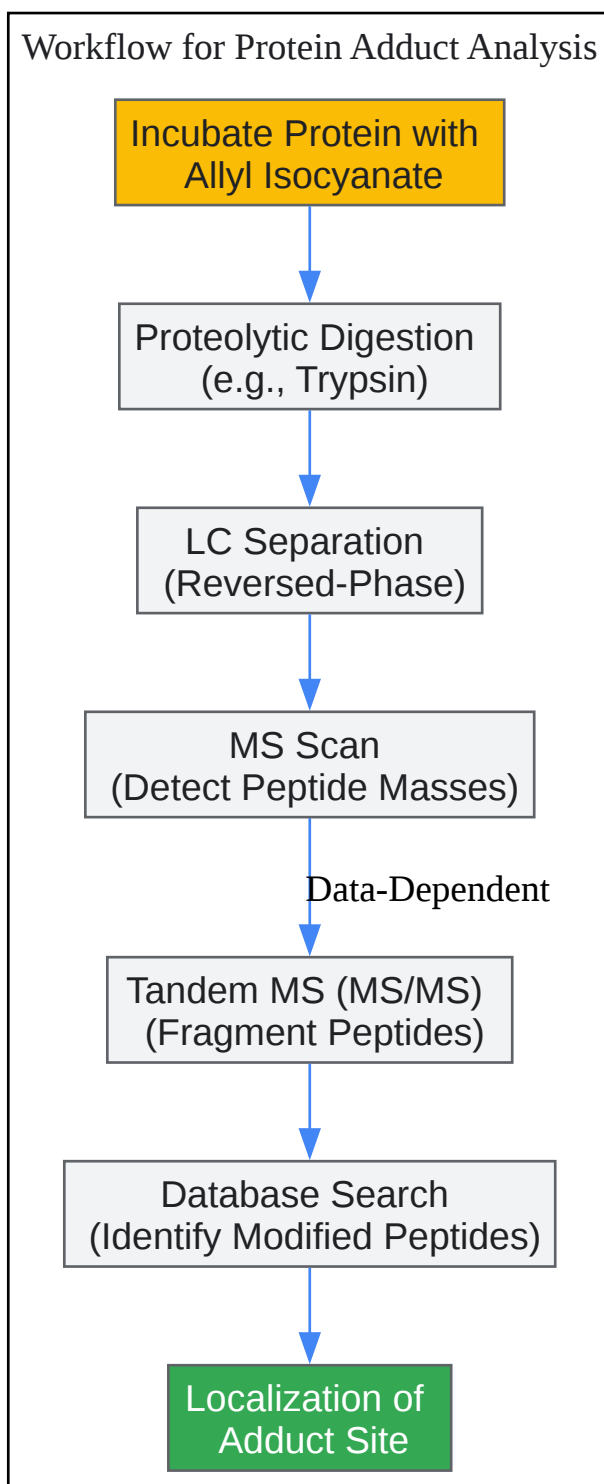 Workflow for Protein Adduct Analysis
Incubate Protein with
Allyl Isocyanate
Proteolytic Digestion
(e.g., Trypsin)
LC Separation
(Reversed-Phase)
MS Scan
(Detect Peptide Masses)
Data-Dependent
Tandem MS (MS/MS)
(Fragment Peptides)
Database Search
(Identify Modified Peptides)
Localization of
Adduct Site